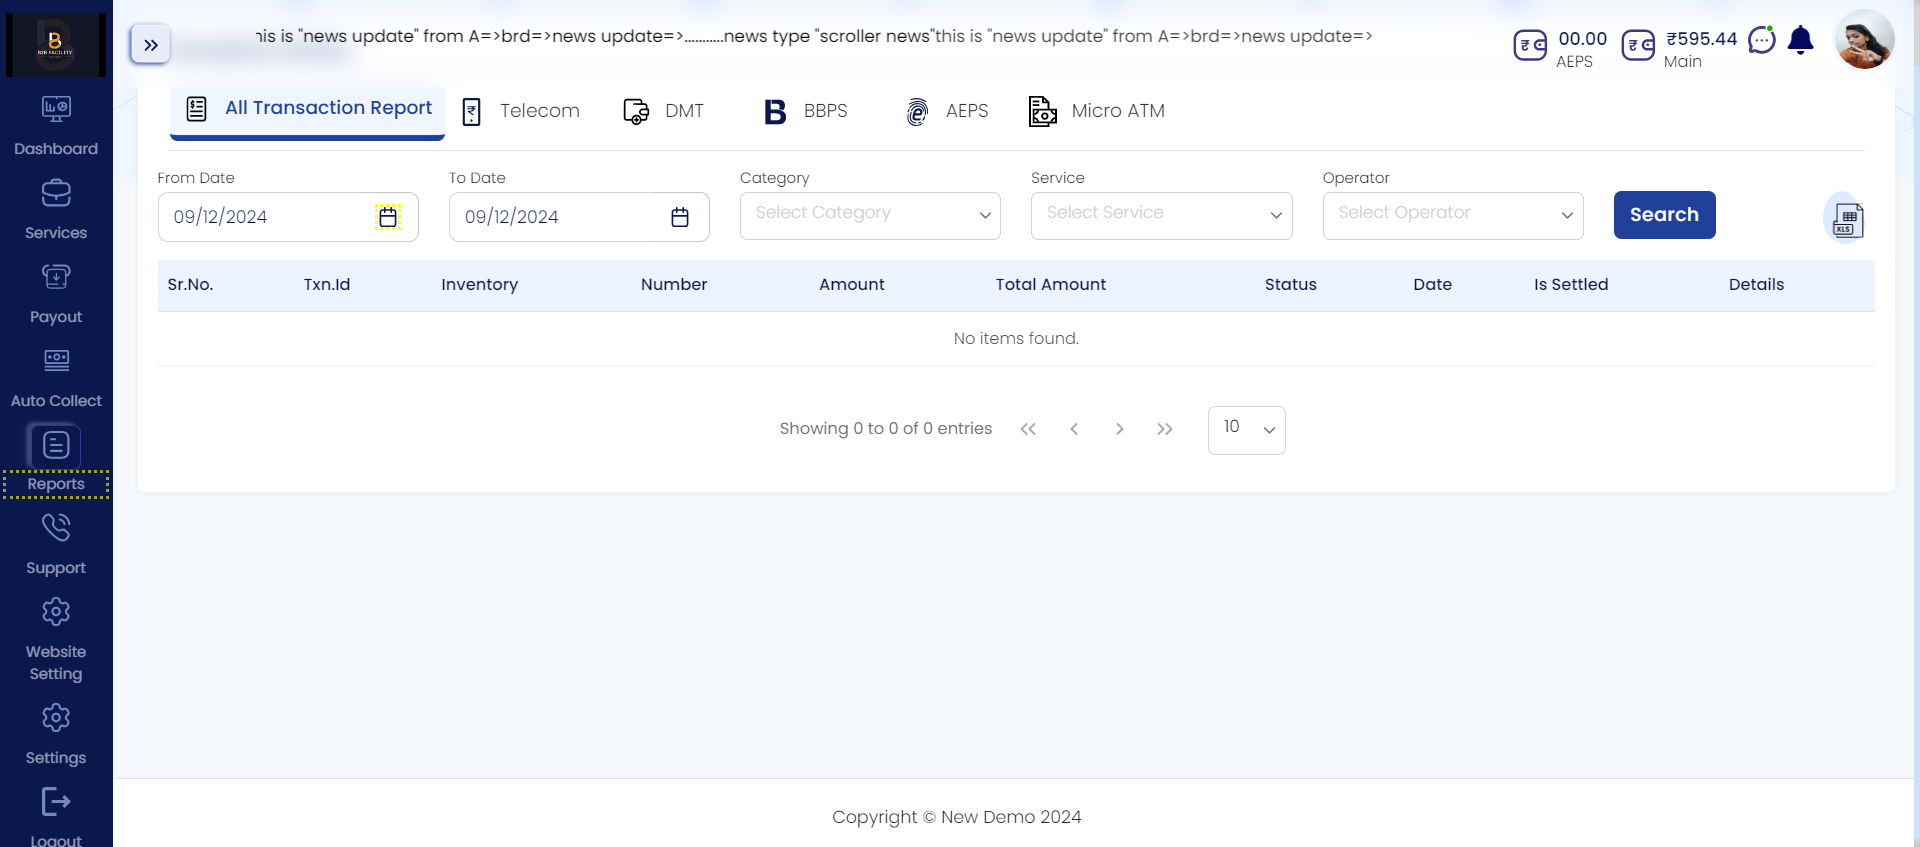 his is "news update" from A=>brd=>news update=>...........news type "scroller news"this is "news update" from A=>brd=>news update=>
00.00
AEPS
₹595.44
Main
B2B FACILITY
Dashboard
Services
Payout
Auto Collect
Reports
Support
Website
Setting
Settings
Logout
All Transaction Report
Telecom
DMT
BBPS
AEPS
Micro ATM
From Date
To Date
Category
Service
Operator
09/12/2024
09/12/2024
Select Category
Select Service
Select Operator
Search
XLS
Sr.No. Txn.Id Inventory Number Amount Total Amount Status Date Is Settled Details
No items found.
Showing 0 to 0 of 0 entries
10
Copyright © New Demo 2024